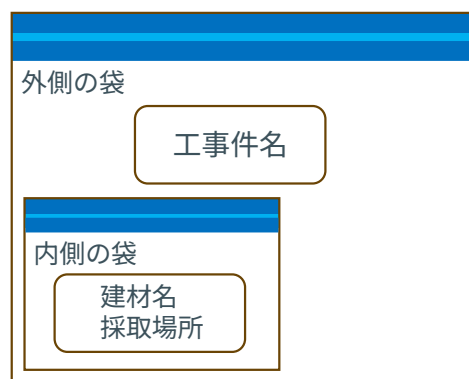 外側の袋
工事件名
内側の袋
建材名
採取場所